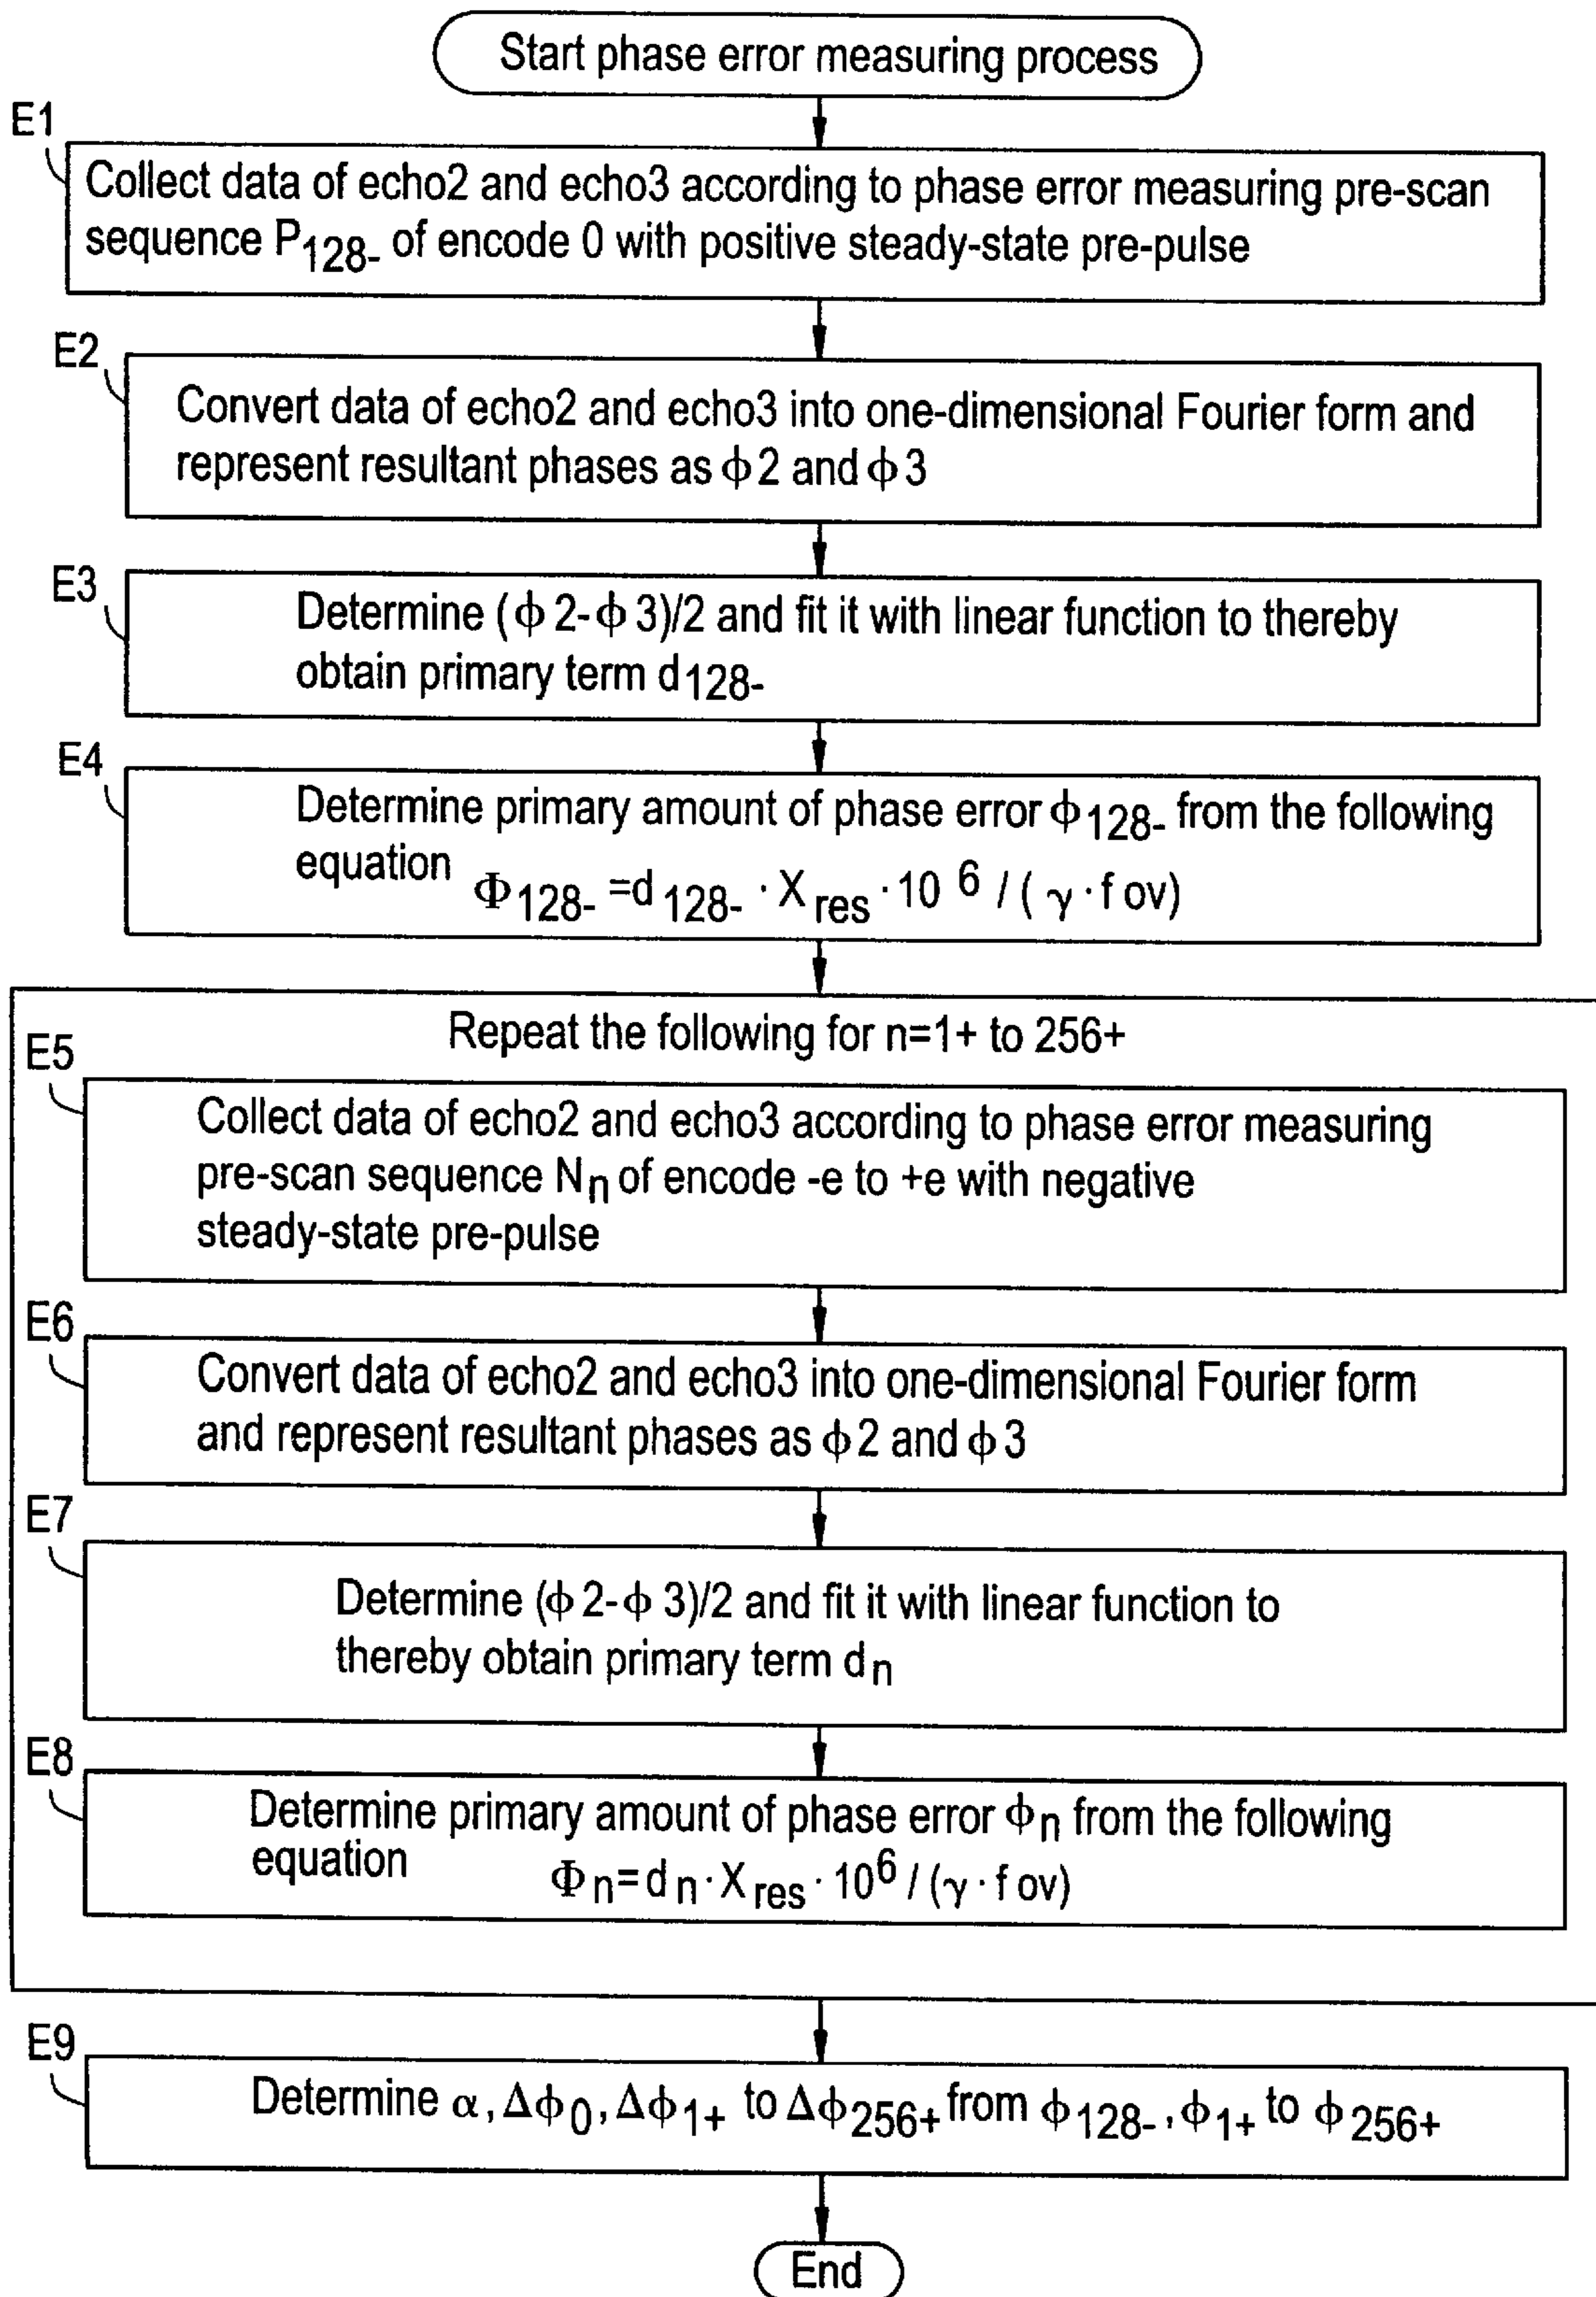 Start phase error measuring process
E1
Collect data of echo2 and echo3 according to phase error measuring pre-scan
sequence P128- of encode 0 with positive steady-state pre-pulse
E2
Convert data of echo2 and echo3 into one-dimensional Fourier form and
represent resultant phases as ϕ2 and ϕ3
E3
Determine (ϕ2-ϕ3)/2 and fit it with linear function to thereby
obtain primary term d128-
E4
Determine primary amount of phase error ϕ128- from the following
equation Φ128- =d128- · Xres · 10 6 / ( γ · f ov)
Repeat the following for n=1+ to 256+
E5
Collect data of echo2 and echo3 according to phase error measuring
pre-scan sequence Nn of encode -e to +e with negative
steady-state pre-pulse
E6
Convert data of echo2 and echo3 into one-dimensional Fourier form
and represent resultant phases as ϕ2 and ϕ3
E7
Determine (ϕ2-ϕ3)/2 and fit it with linear function to
thereby obtain primary term dn
E8
Determine primary amount of phase error ϕn from the following
equation Φn=dn · Xres · 10⁶ / (γ · f ov)
E9
Determine α, Δϕ0, Δϕ1+ to Δϕ256+ from ϕ128-, ϕ1+ to ϕ256+
End